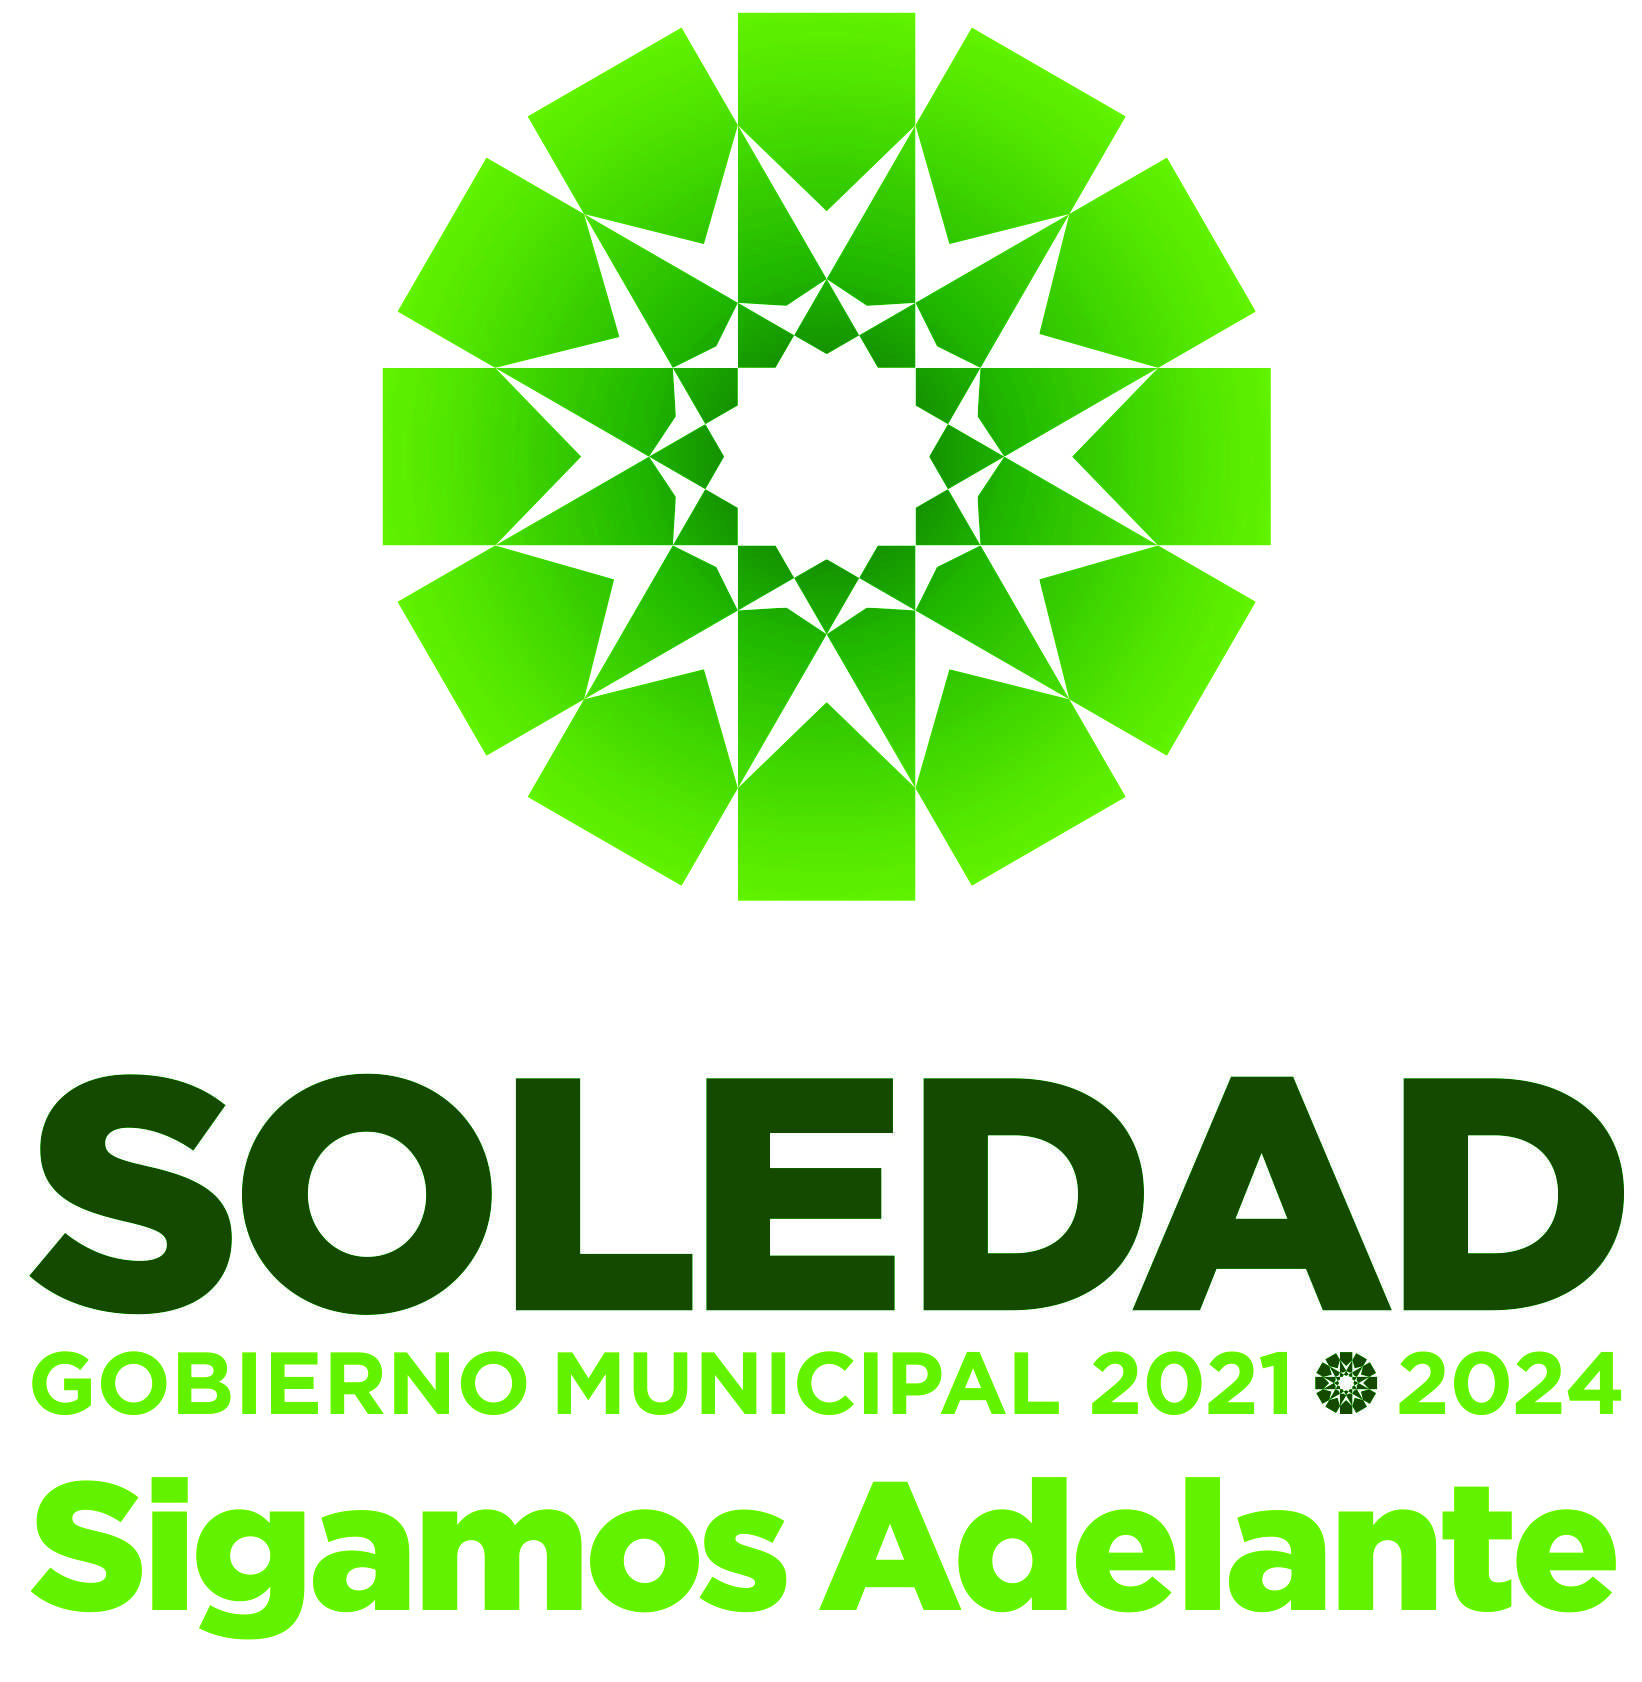 SOLEDAD
GOBIERNO MUNICIPAL 2021 2024
Sigamos Adelante